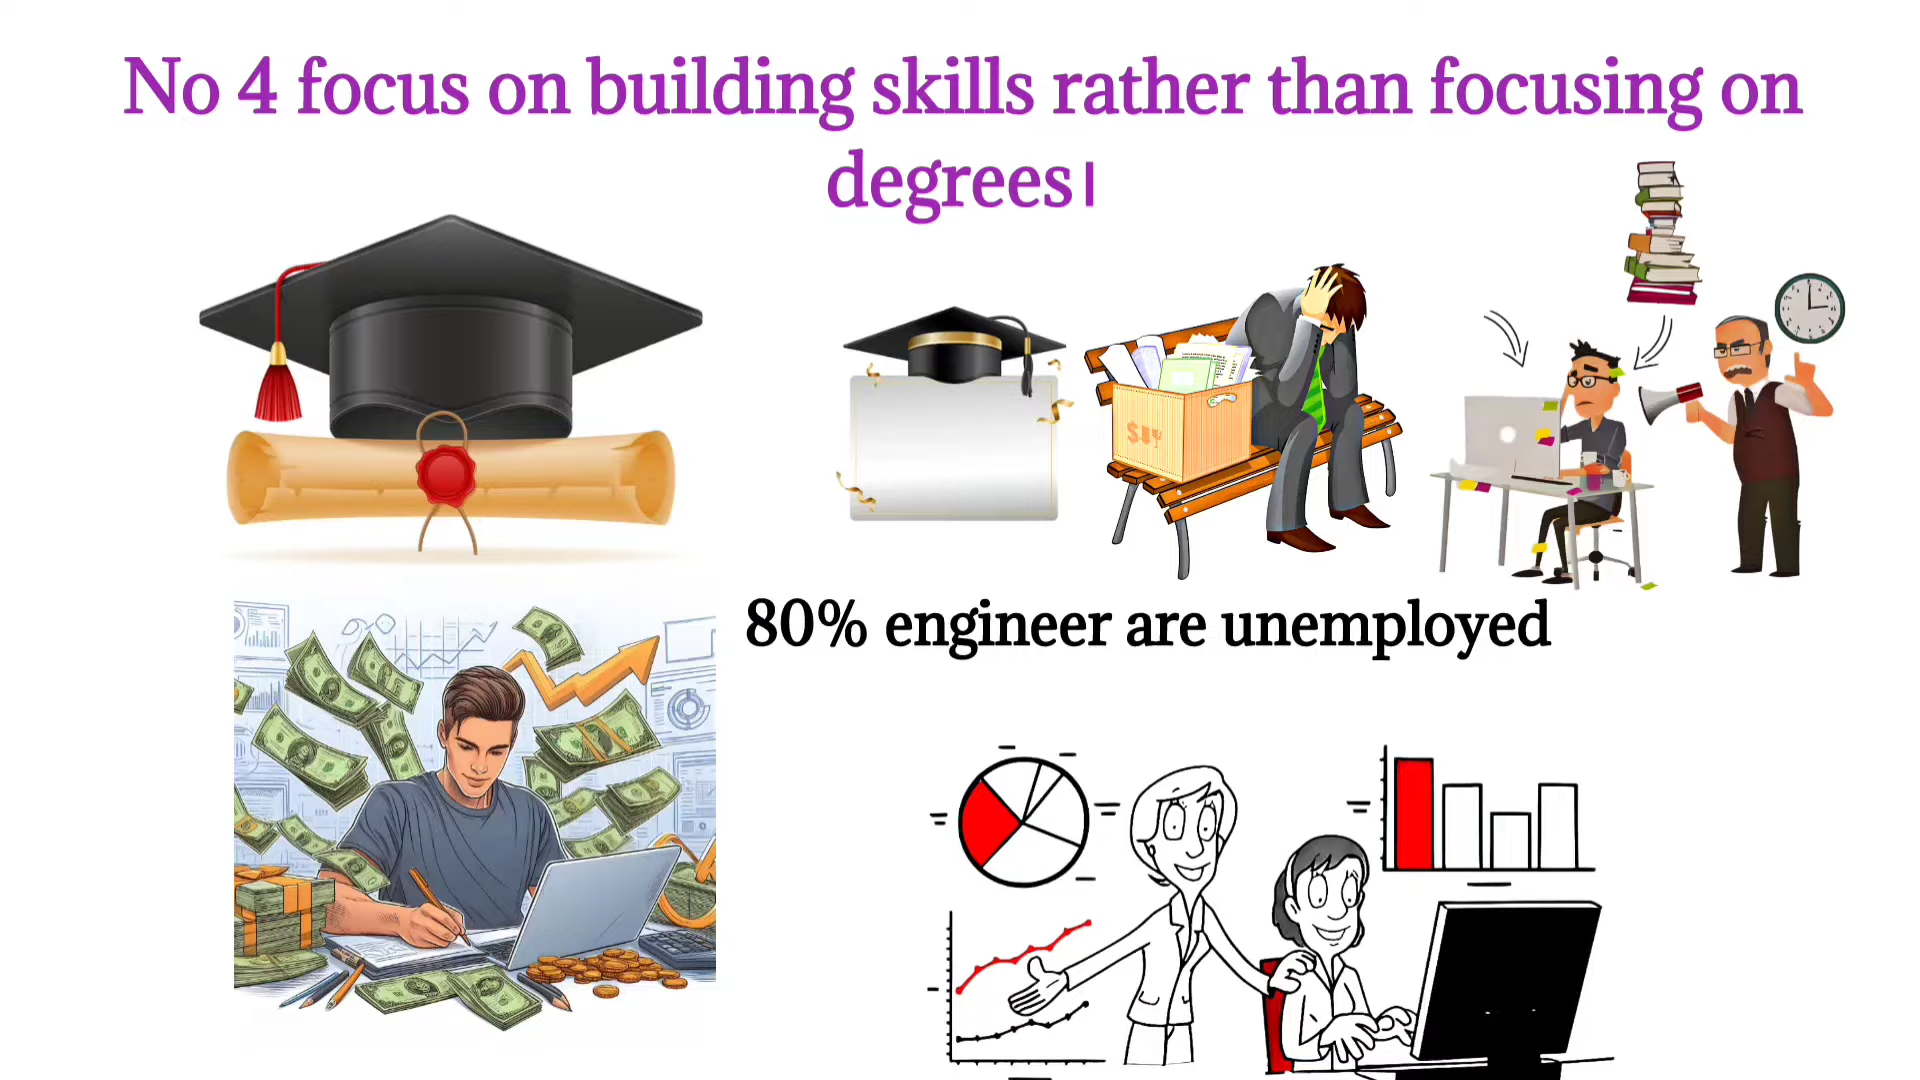 No 4 focus on building skills rather than focusing on
degrees।
80% engineer are unemployed